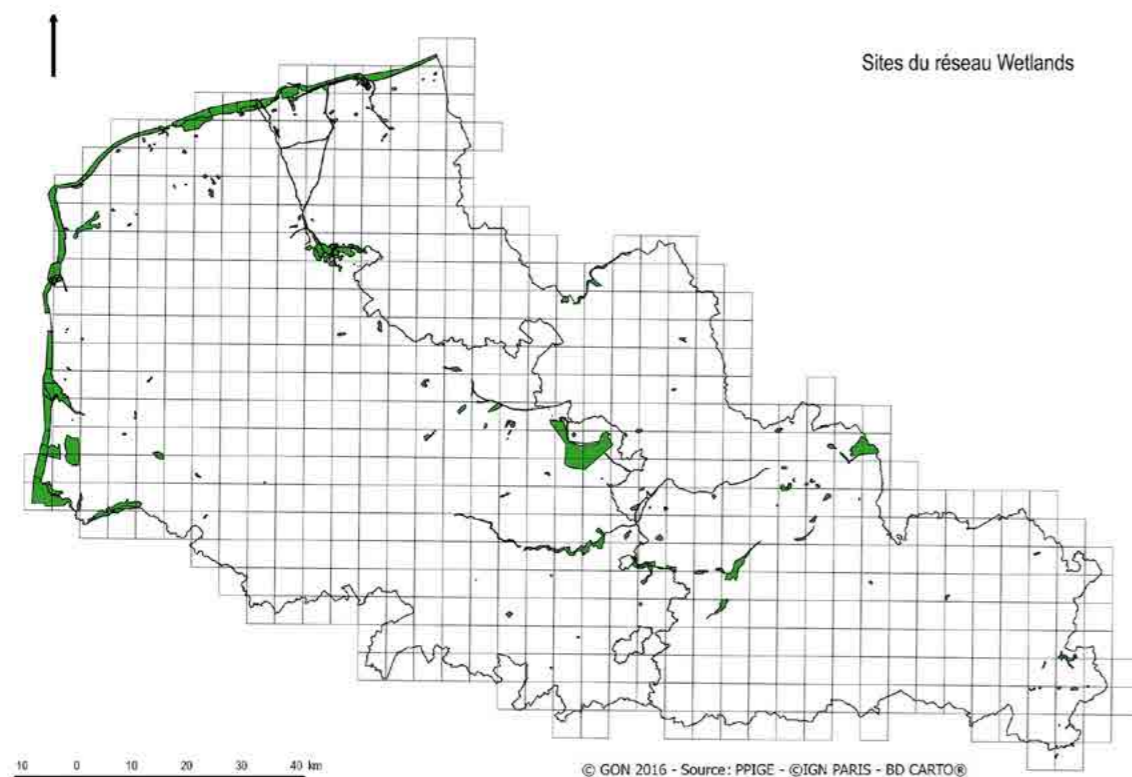 Sites du réseau Wetlands
10 0 10 20 30 40 km
© GON 2016 - Source: PPIGE - ©IGN PARIS - BD CARTO®